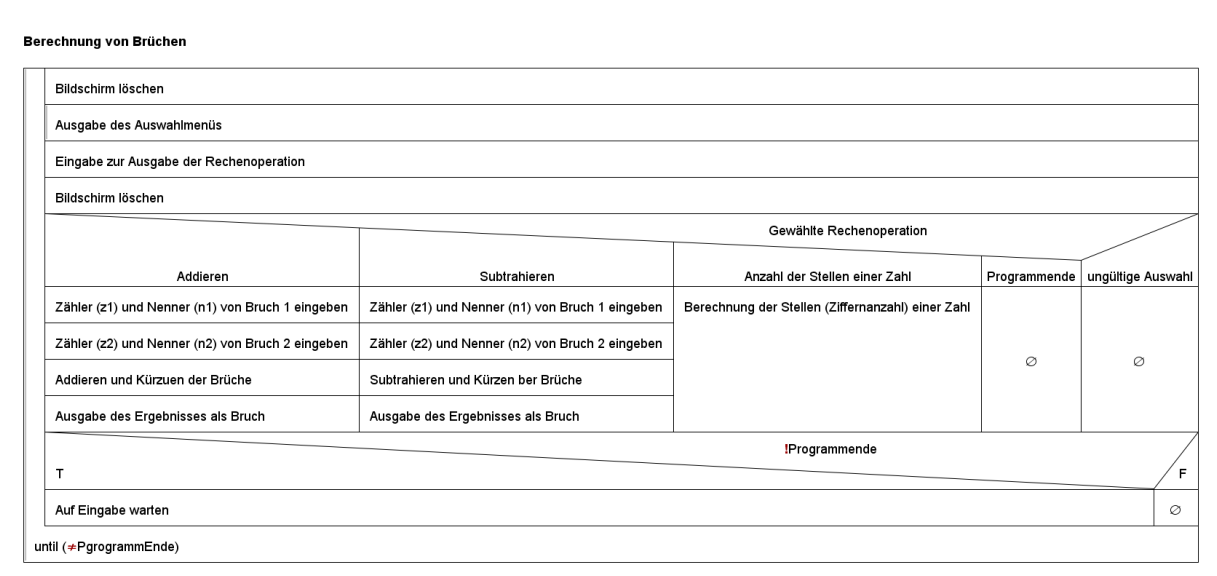 Berechnung von Brüchen
Bildschirm löschen
Ausgabe des Auswahlmenüs
Eingabe zur Ausgabe der Rechenoperation
Bildschirm löschen
Gewählte Rechenoperation
Addieren Subtrahieren Anzahl der Stellen einer Zahl Programmende ungültige Auswahl
Zähler (z1) und Nenner (n1) von Bruch 1 eingeben Zähler (z1) und Nenner (n1) von Bruch 1 eingeben Berechnung der Stellen (Ziffernanzahl) einer Zahl
Zähler (z2) und Nenner (n2) von Bruch 2 eingeben Zähler (z2) und Nenner (n2) von Bruch 2 eingeben
∅ ∅
Addieren und Kürzuen der Brüche Subtrahieren und Kürzen ber Brüche
Ausgabe des Ergebnisses als Bruch Ausgabe des Ergebnisses als Bruch
!Programmende
T F
Auf Eingabe warten ∅
until (≠PgrogrammEnde)